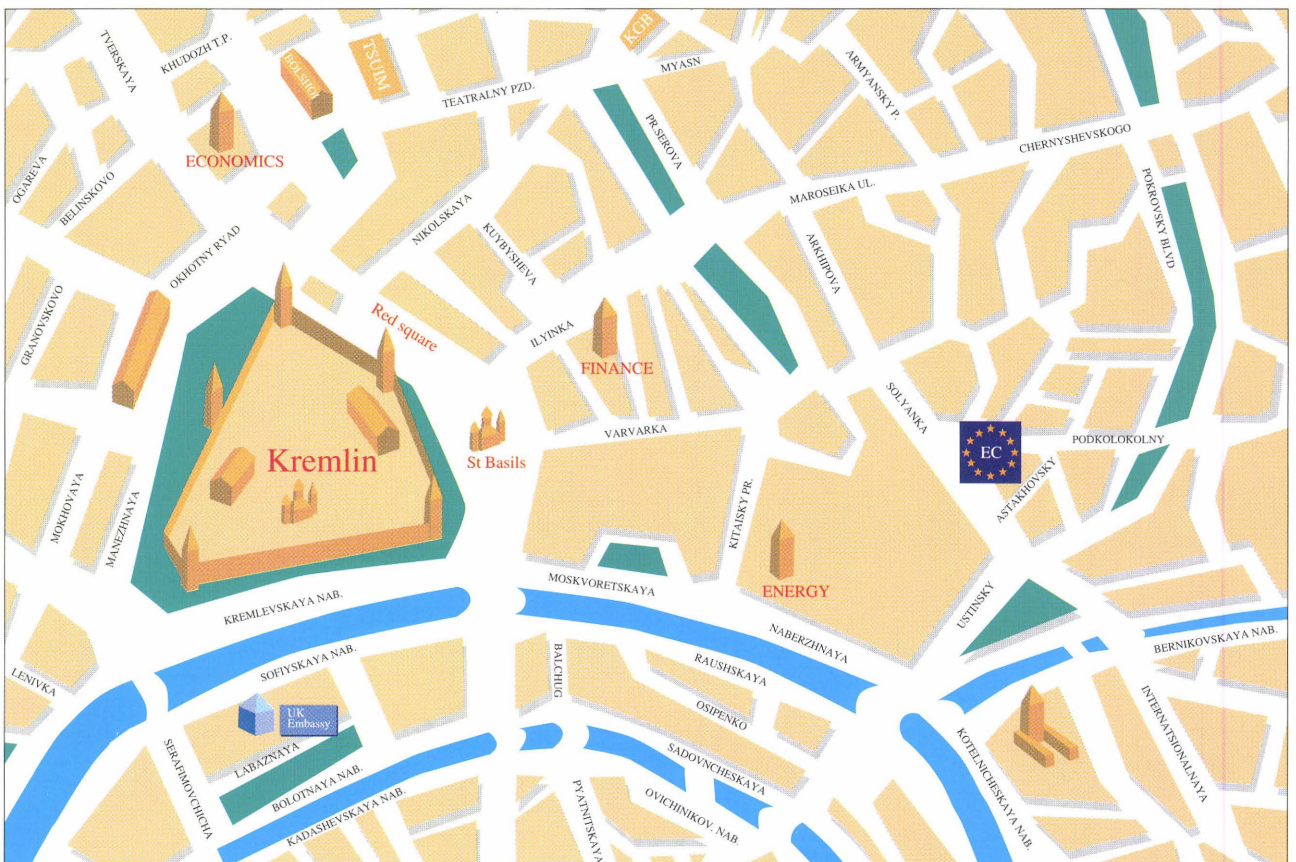 TVERSKAYA
KHUDOZH T.P.
BOLSHOI
TSUIM
KGB
TEATRALNY PZD.
MYASN
ARMYANSKY P.
CHERNYSHEVSKOGO
ECONOMICS
PR.SEROVA
OGAREVA
BELINSKOVO
MAROSEIKA UL.
POKROVSKY BLVD
NIKOLSKAYA
KUYBYSHEVA
ARKHIPOVA
OKHOTNY RYAD
GRANOVSKOVO
Red square
ILYINKA
FINANCE
SOLYANKA
VARVARKA
PODKOLOKOLNY
EC
Kremlin
St Basils
ASTAKHOVSKY
MOKHOVAYA
MANEZHNAYA
KITAISKY PR.
MOSKVORETSKAYA
ENERGY
KREMLEVSKAYA NAB.
NABERZHNAYA
USTINSKY
BERNIKOVSKAYA NAB.
LENIVKA
SOFIYSKAYA NAB.
BALCHUG
RAUSHSKAYA
OSIPENKO
INTERNATSIONALNAYA
UK
Embassy
LABAZNAYA
SERAFIMOVCHICHA
BOLOTNAYA NAB.
KADASHEVSKAYA NAB.
SADOVNCHESKAYA
KOTELNICHESKAYA NAB.
PYATNITSKAYA
OVICHINIKOV. NAB.